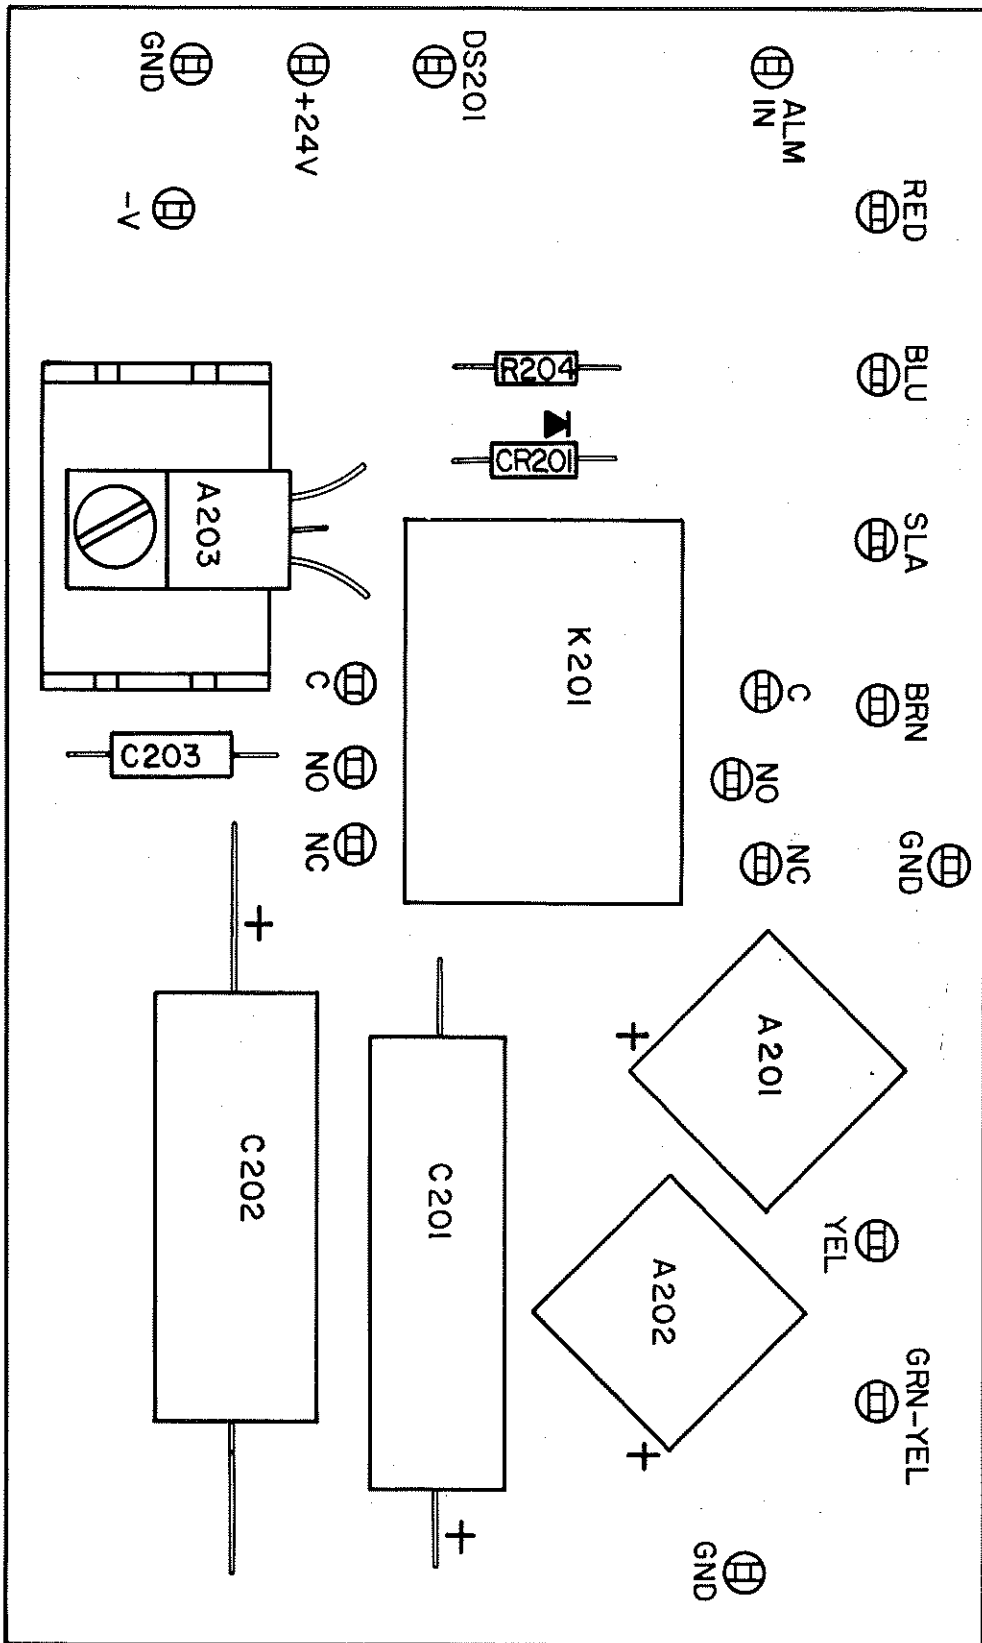 GND
+24V
DS201
ALM
IN
-V
RED
BLU
SLA
BRN
GND
R204
CR201
A203
K201
C
NO
NC
C
NO
NC
C203
C202
+
C201
+
A201
+
A202
+
YEL
GRN-YEL
GND